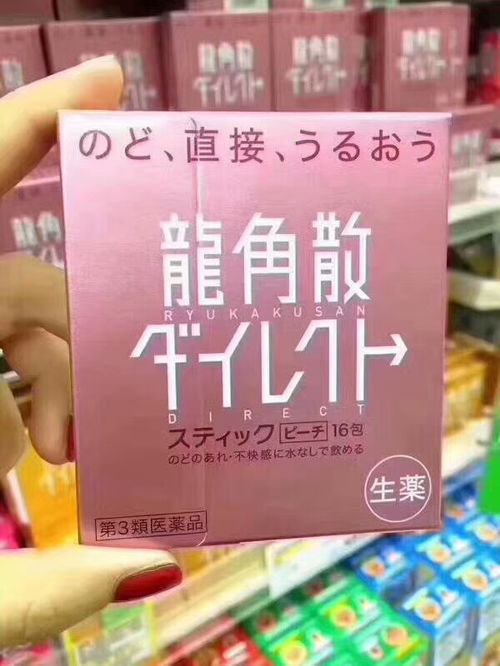 のど、直接、うるおう
龍角散
RYUKAKUSAN
ダイレクト
DIRECT
スティック ピーチ 16包
のどのあれ・不快感に水なしで飲める
生薬
第3類医薬品